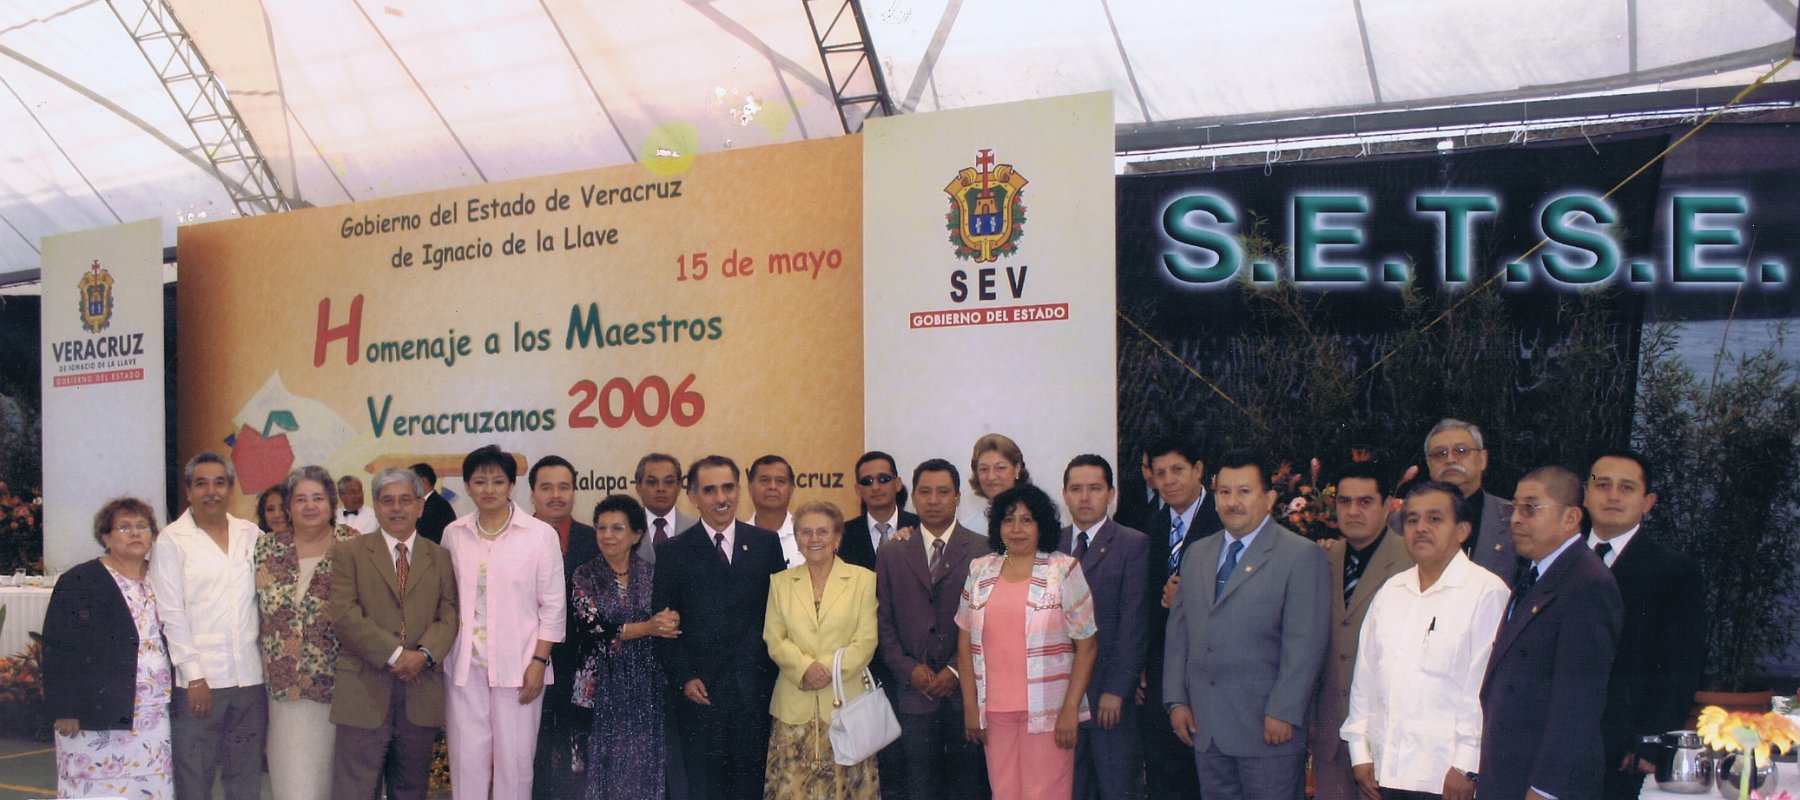 VERACRUZ
DE IGNACIO DE LA LLAVE
GOBIERNO DEL ESTADO
Gobierno del Estado de Veracruz
de Ignacio de la Llave
15 de mayo
Homenaje a los Maestros
Veracruzanos 2006
SEV
GOBIERNO DEL ESTADO
S.E.T.S.E.